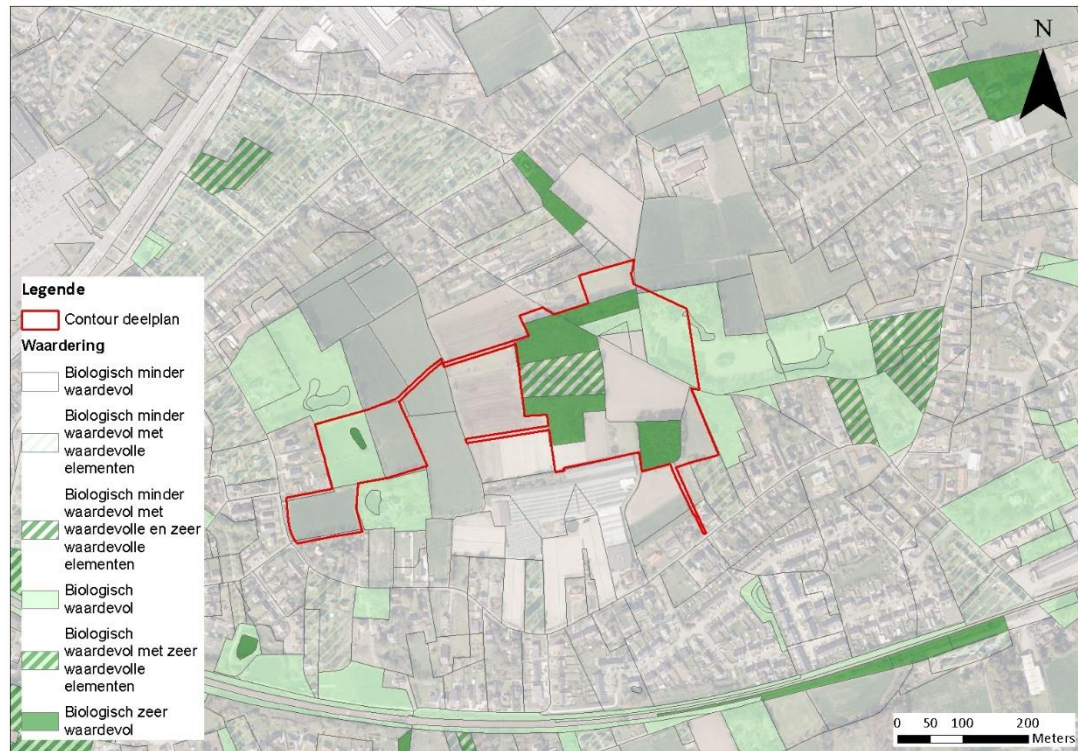 N
Legende
Contour deelplan
Waardering
Biologisch minder
waardevol
Biologisch minder
waardevol met
waardevolle
elementen
Biologisch minder
waardevol met
waardevolle en zeer
waardevolle
elementen
Biologisch
waardevol
Biologisch
waardevol met zeer
waardevolle
elementen
Biologisch zeer
waardevol
0 50 100 200
Meters